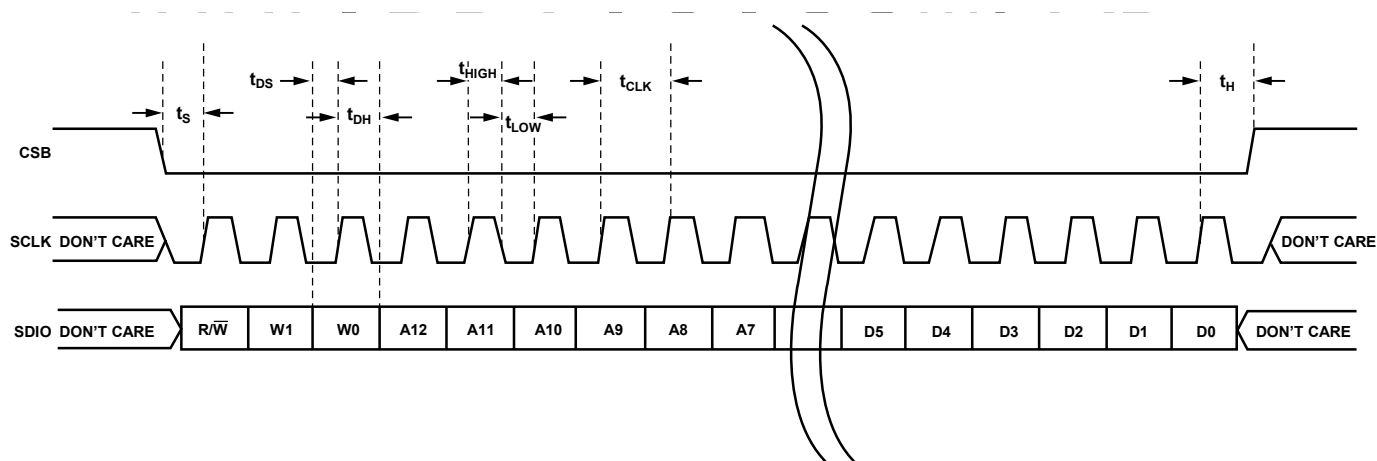 tHIGH
tDS
tCLK
tH
tS
tDH
tLOW
CSB
SCLK DON'T CARE
DON'T CARE
SDIO DON'T CARE
R/W̅
W1
W0
A12
A11
A10
A9
A8
A7
D5
D4
D3
D2
D1
D0
DON'T CARE